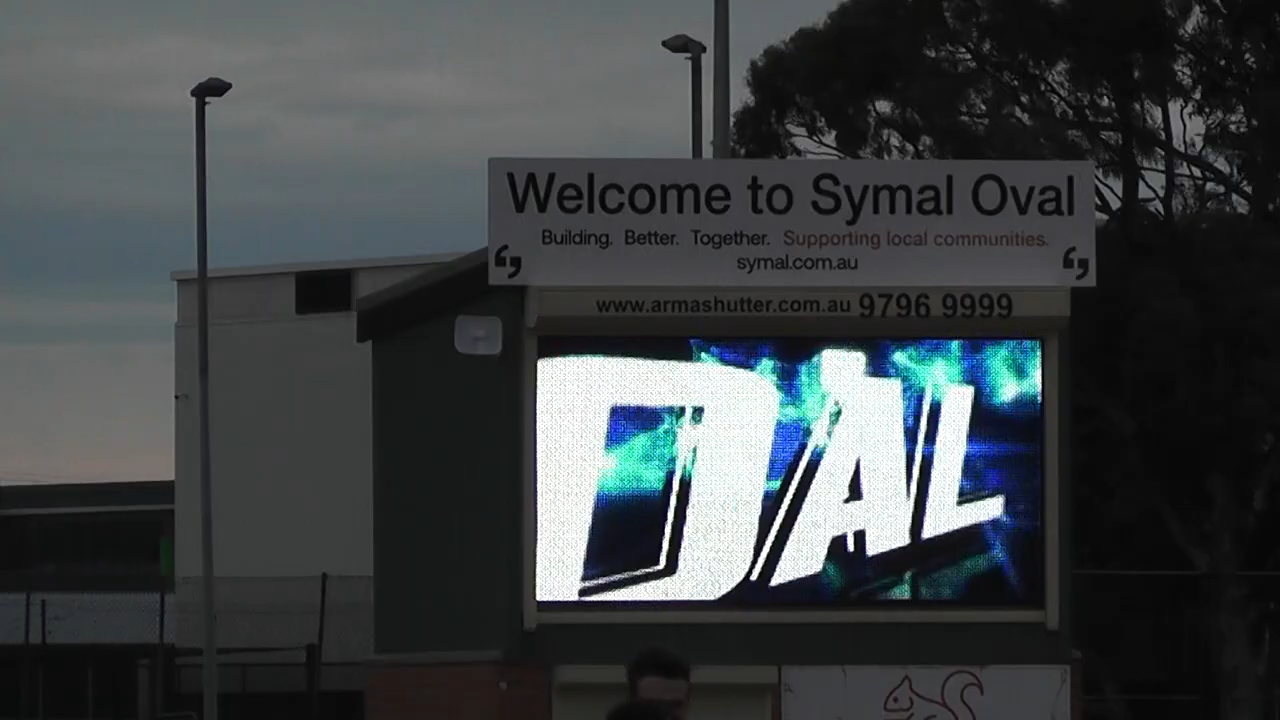 Welcome to Symal Oval
Building. Better. Together. Supporting local communities.
symal.com.au
www.armashutter.com.au 9796 9999
DAL